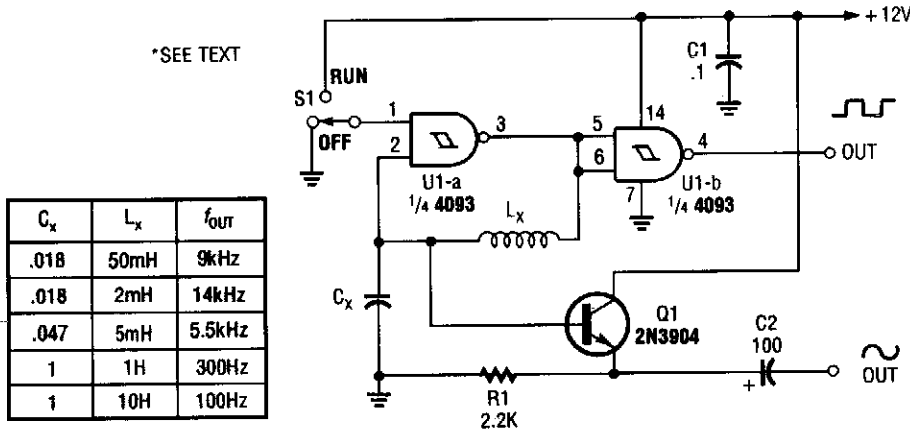 +12V
*SEE TEXT
C1
.1
RUN
S1
OFF
1
2
3
5
6
14
4
7
OUT
U1-a
1/4 4093
U1-b
1/4 4093
Lx
Cx
Q1
2N3904
C2
100
+
OUT
R1
2.2K
Cx Lx fOUT
.018 50mH 9kHz
.018 2mH 14kHz
.047 5mH 5.5kHz
1 1H 300Hz
1 10H 100Hz